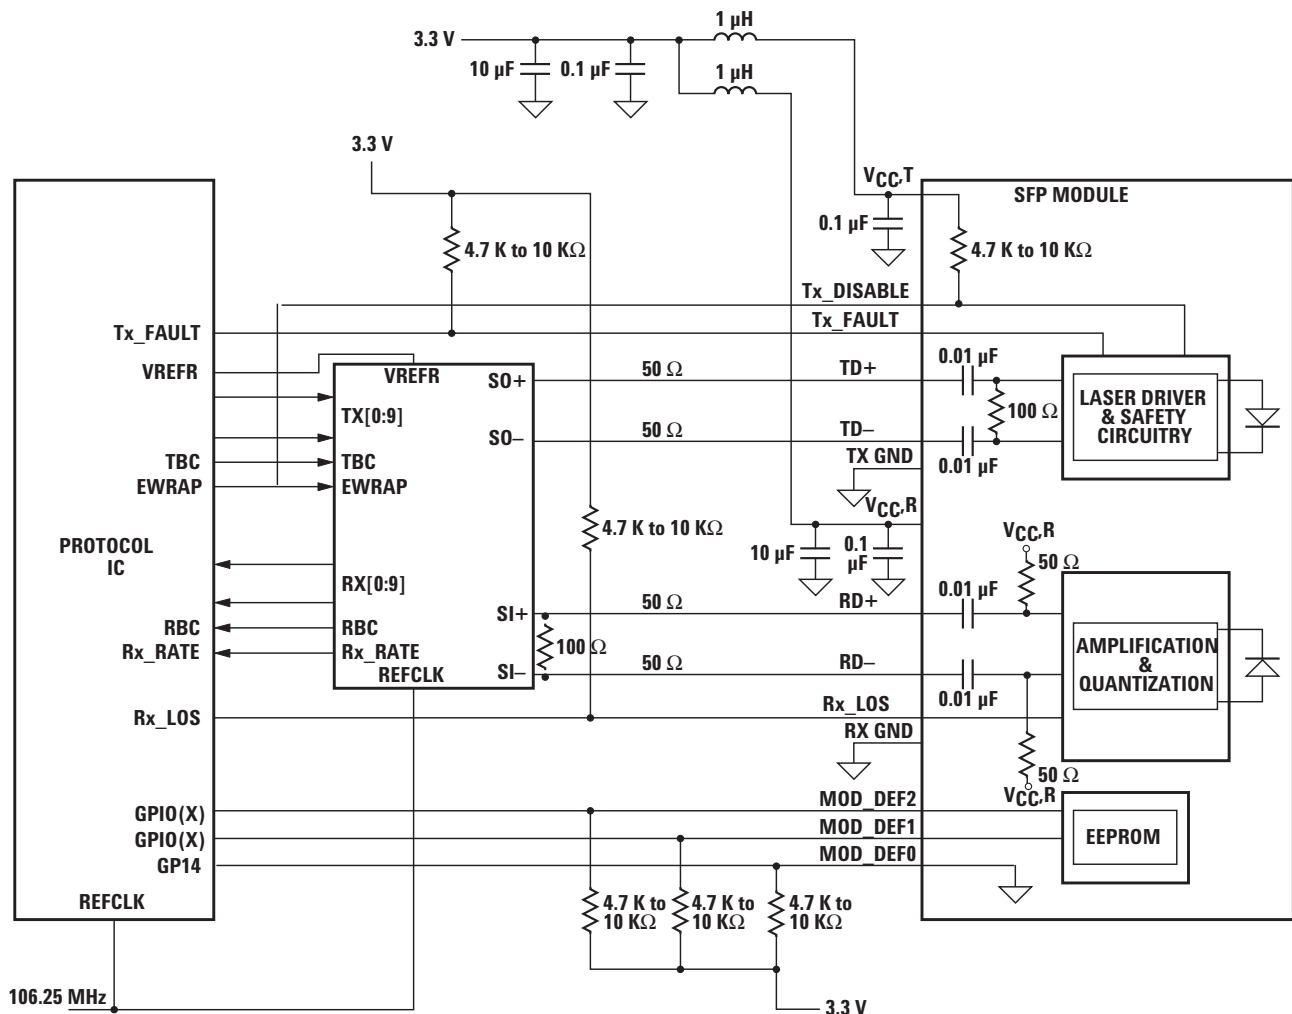 1 µH
3.3 V
10 µF
0.1 µF
1 µH
3.3 V
V_CC,T
SFP MODULE
0.1 µF
4.7 K to 10 KΩ
4.7 K to 10 KΩ
Tx_DISABLE
Tx_FAULT
Tx_FAULT
VREFR
VREFR
SO+
50 Ω
TD+
0.01 µF
TX[0:9]
100 Ω
LASER DRIVER
& SAFETY
CIRCUITRY
SO–
50 Ω
TD–
0.01 µF
TX GND
TBC
TBC
EWRAP
EWRAP
V_CC,R
4.7 K to 10 KΩ
10 µF
0.1
µF
V_CC,R
50 Ω
PROTOCOL
IC
RX[0:9]
SI+
50 Ω
RD+
0.01 µF
RBC
RBC
Rx_RATE
Rx_RATE
100 Ω
REFCLK
SI–
50 Ω
RD–
0.01 µF
AMPLIFICATION
&
QUANTIZATION
Rx_LOS
Rx_LOS
RX GND
50 Ω
V_CC,R
GPIO(X)
MOD_DEF2
GPIO(X)
MOD_DEF1
EEPROM
GP14
MOD_DEF0
REFCLK
4.7 K to
10 KΩ
4.7 K to
10 KΩ
4.7 K to
10 KΩ
106.25 MHz
3.3 V